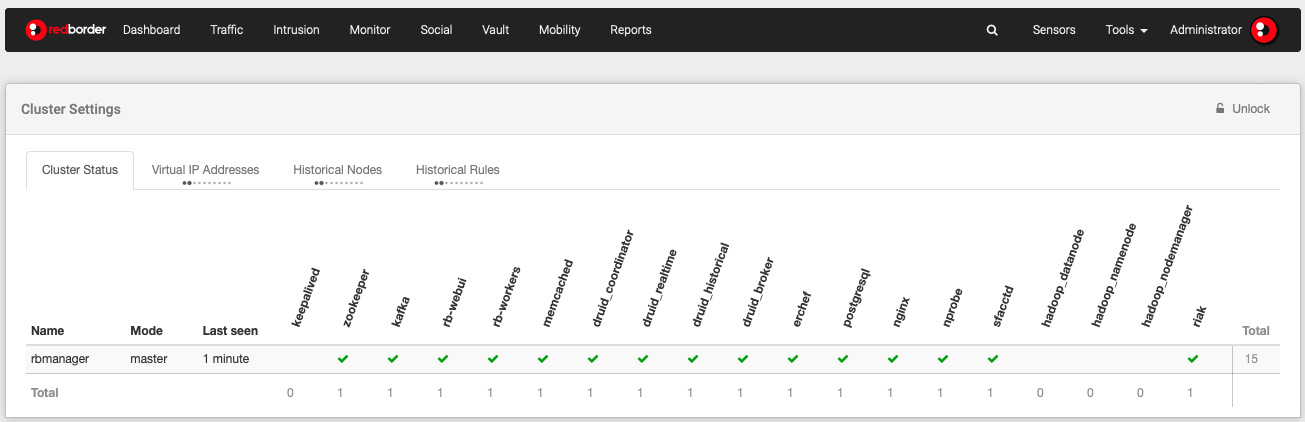 redborder Dashboard Traffic Intrusion Monitor Social Vault Mobility Reports Sensors Tools Administrator
Cluster Settings Unlock
Cluster Status Virtual IP Addresses Historical Nodes Historical Rules
Name Mode Last seen keepalived zookeeper kafka rb-webui rb-workers memcached druid_coordinator druid_realtime druid_historical druid_broker erchef postgresql nginx nprobe sfacctd hadoop_datanode hadoop_namenode hadoop_nodemanager riak Total
rbmanager master 1 minute 15
Total 0 1 1 1 1 1 1 1 1 1 1 1 1 1 1 0 0 0 1